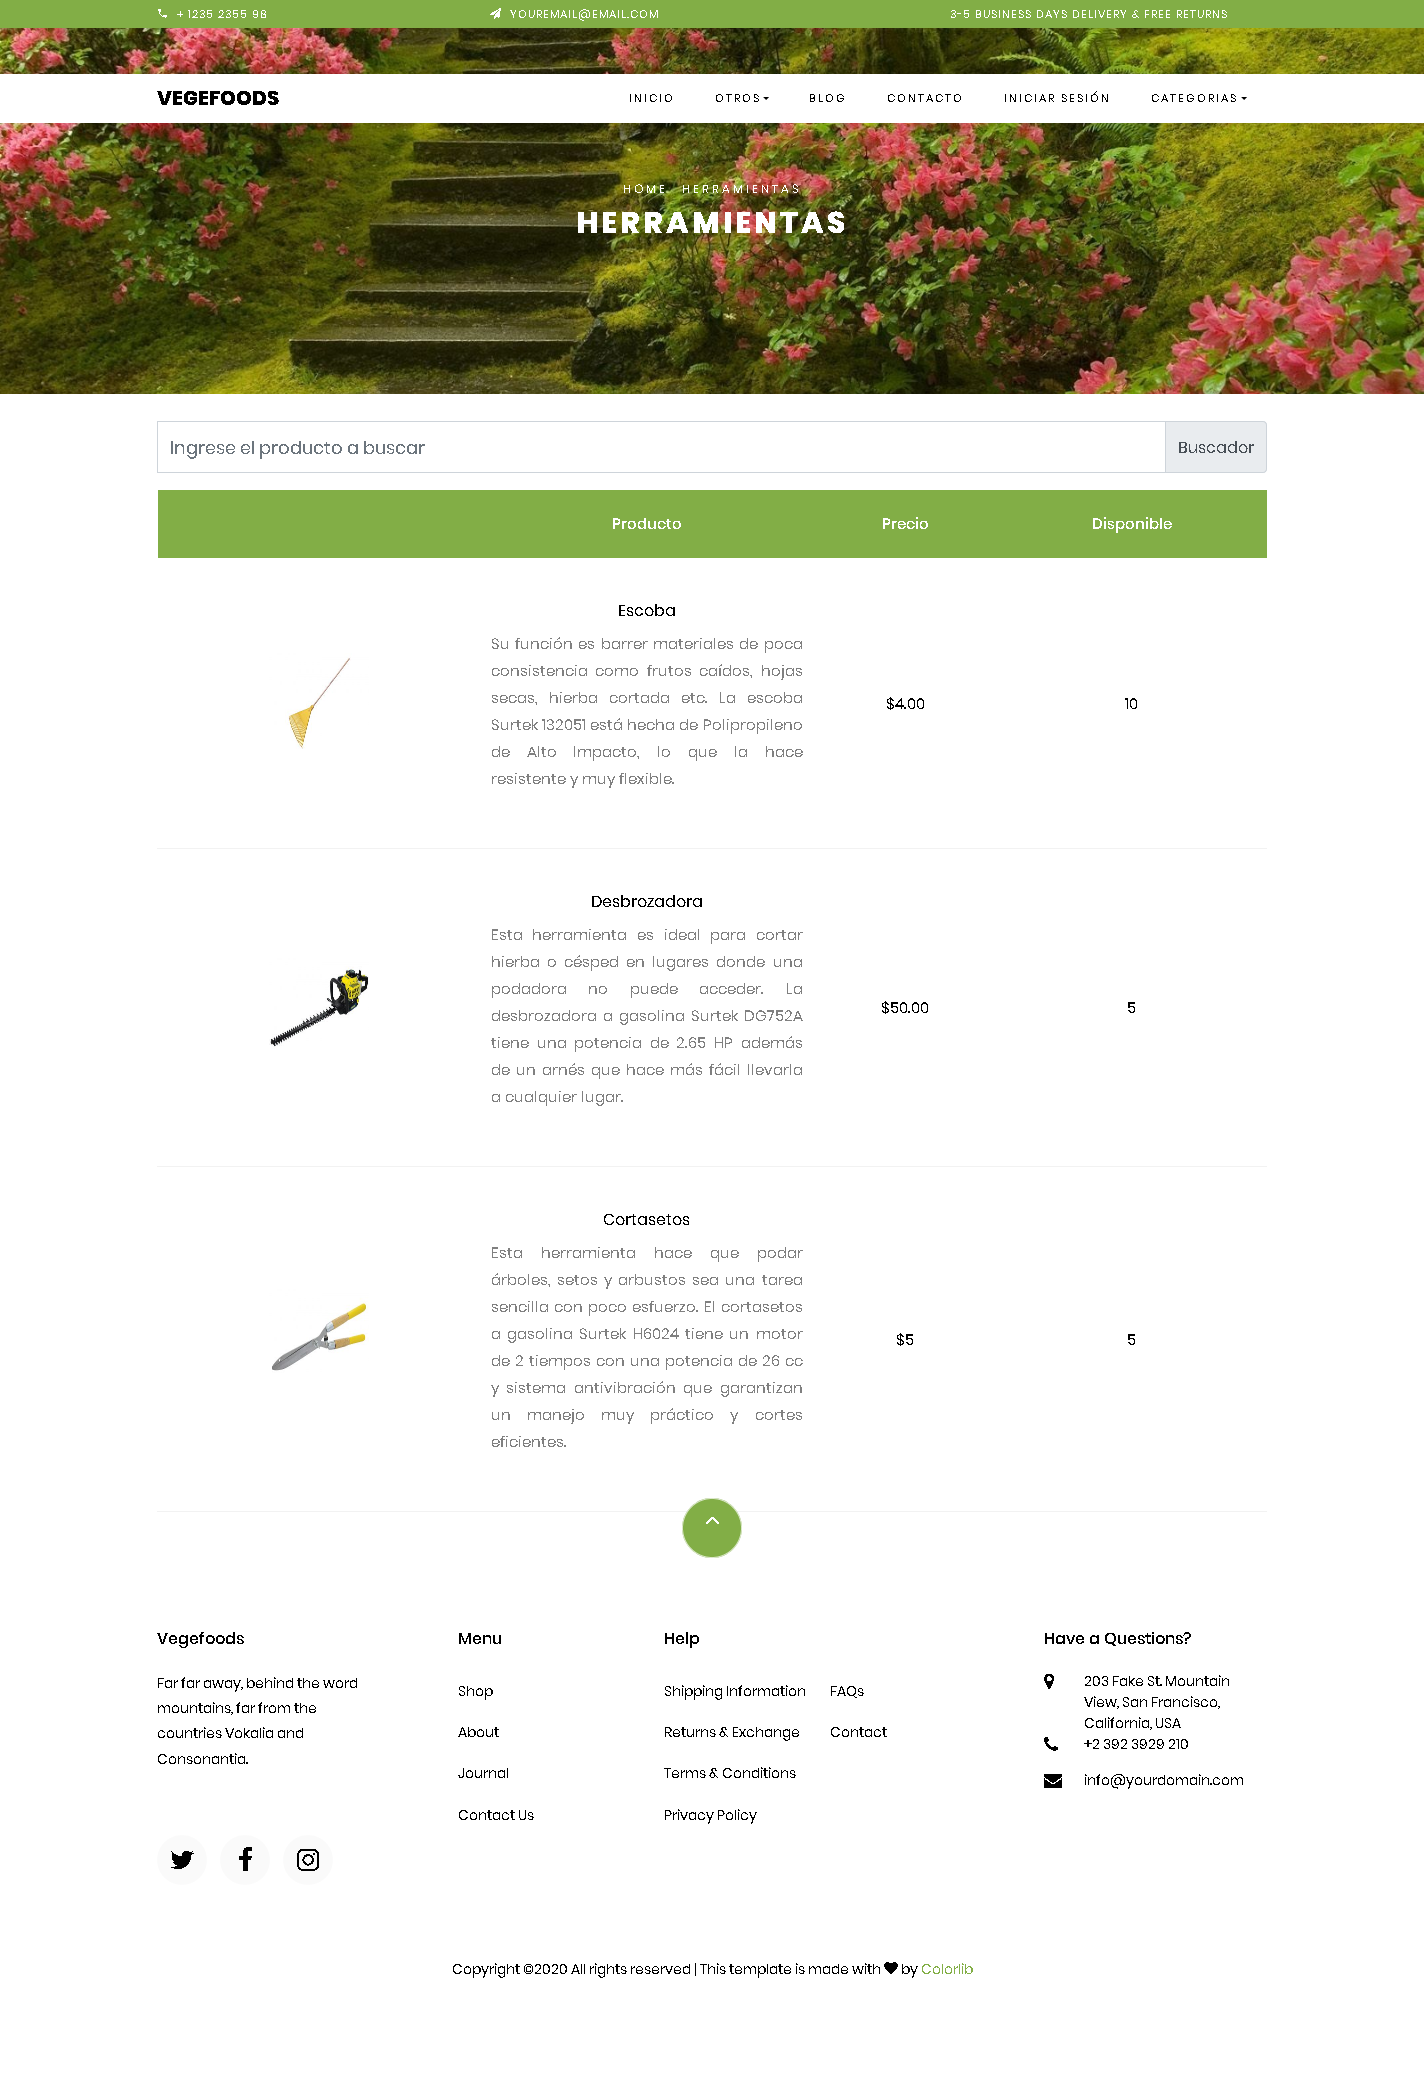 + 1235 2355 98
YOUREMAIL@EMAIL.COM
3-5 BUSINESS DAYS DELIVERY & FREE RETURNS
VEGEFOODS
INICIO
OTROS
BLOG
CONTACTO
INICIAR SESIÓN
CATEGORIAS
HOME HERRAMIENTAS
HERRAMIENTAS
Ingrese el producto a buscar
Buscador
Producto
Precio
Disponible
Escoba
Su función es barrer materiales de poca
consistencia como frutos caídos, hojas
secas, hierba cortada etc. La escoba
Surtek 132051 está hecha de Polipropileno
de Alto Impacto, lo que la hace
resistente y muy flexible.
$4.00
10
Desbrozadora
Esta herramienta es ideal para cortar
hierba o césped en lugares donde una
podadora no puede acceder. La
desbrozadora a gasolina Surtek DG752A
tiene una potencia de 2.65 HP además
de un arnés que hace más fácil llevarla
a cualquier lugar.
$50.00
5
Cortasetos
Esta herramienta hace que podar
árboles, setos y arbustos sea una tarea
sencilla con poco esfuerzo. El cortasetos
a gasolina Surtek H6024 tiene un motor
de 2 tiempos con una potencia de 26 cc
y sistema antivibración que garantizan
un manejo muy práctico y cortes
eficientes.
$5
5
Vegefoods
Far far away, behind the word
mountains, far from the
countries Vokalia and
Consonantia.
Menu
Shop
About
Journal
Contact Us
Help
Shipping Information
Returns & Exchange
Terms & Conditions
Privacy Policy
FAQs
Contact
Have a Questions?
203 Fake St. Mountain
View, San Francisco,
California, USA
+2 392 3929 210
info@yourdomain.com
Copyright ©2020 All rights reserved | This template is made with ♥ by Colorlib